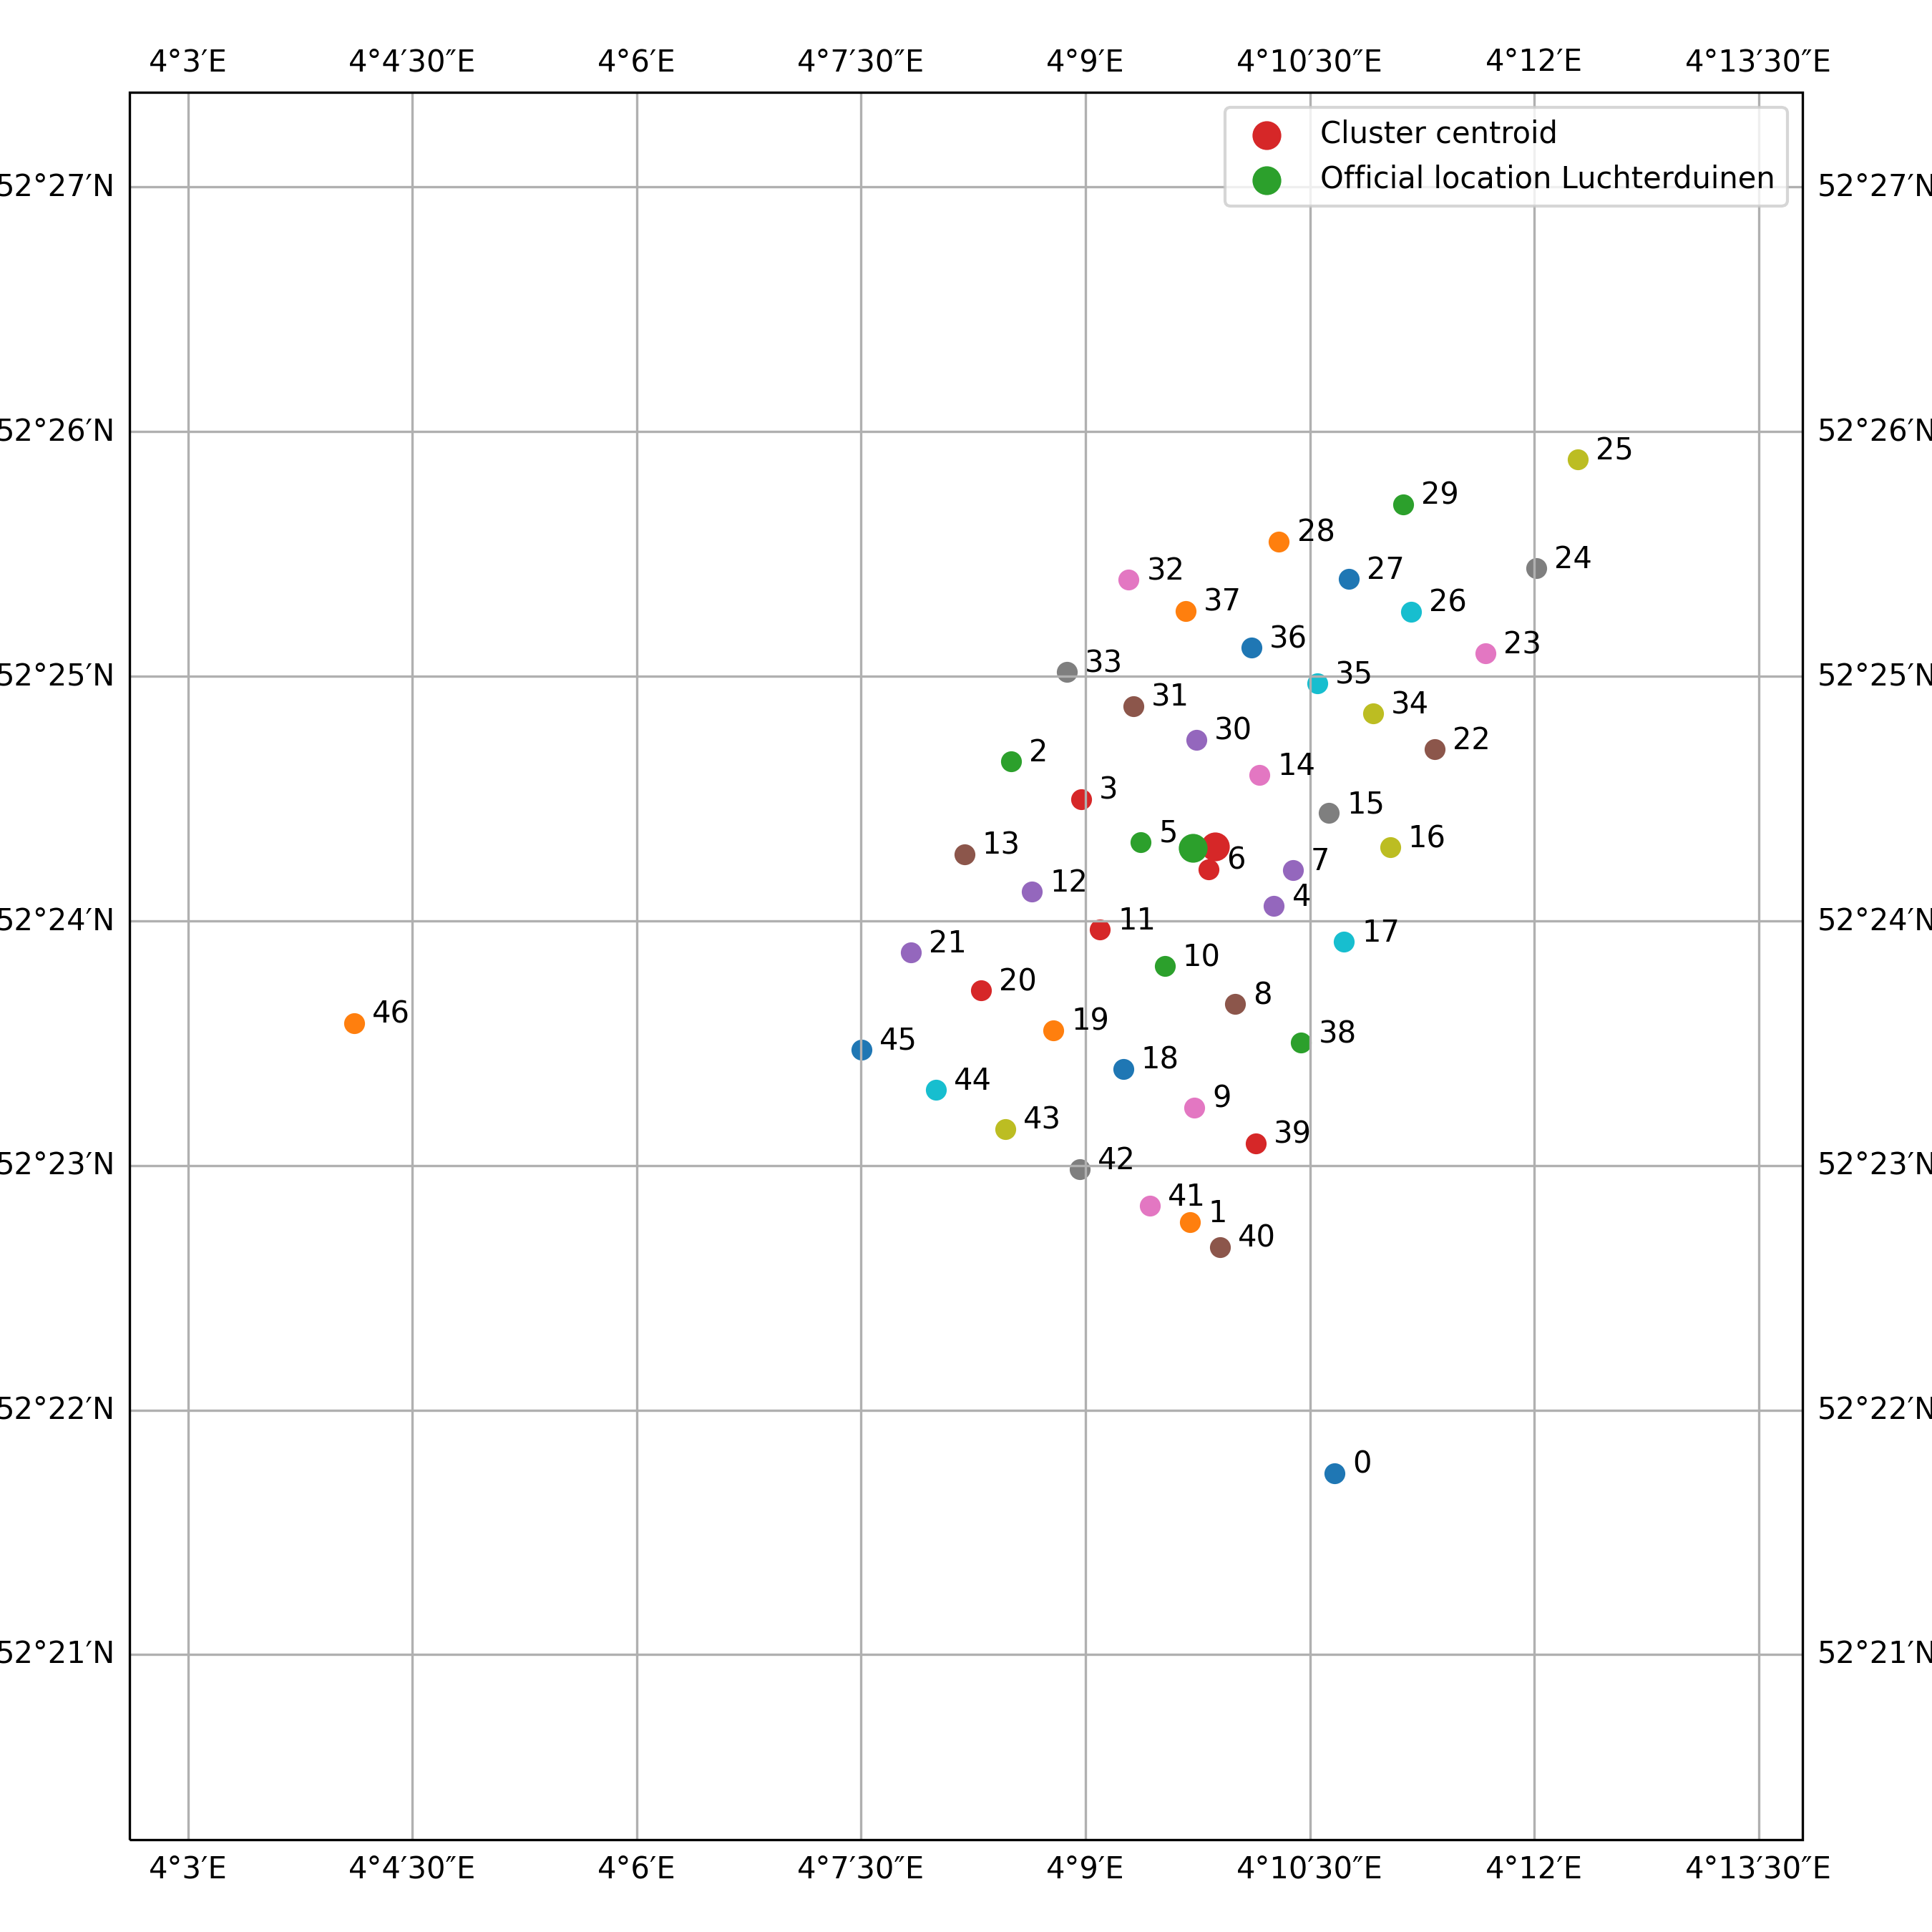 4°3′E 4°4′30″E 4°6′E 4°7′30″E 4°9′E 4°10′30″E 4°12′E 4°13′30″E
Cluster centroid
Official location Luchterduinen
52°27′N 52°27′N
52°26′N 52°26′N
25
29
28
24
32 27
37 26
36 23
52°25′N 33 35 52°25′N
31 34
30 22
2 14
3 15
5 16
13 6 7
12 4
52°24′N 11 17 52°24′N
21 10
20 8
46 19 38
45 18
44 9
43 39
52°23′N 42 52°23′N
41
1
40
52°22′N 52°22′N
0
52°21′N 52°21′N
4°3′E 4°4′30″E 4°6′E 4°7′30″E 4°9′E 4°10′30″E 4°12′E 4°13′30″E